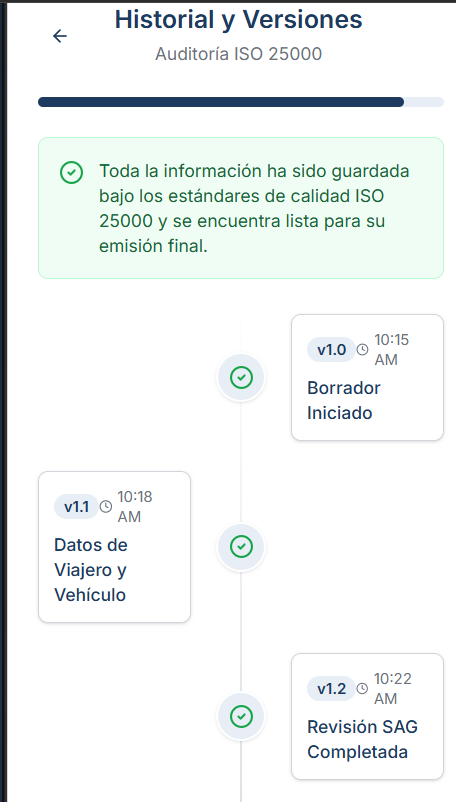 Historial y Versiones
Auditoría ISO 25000
Toda la información ha sido guardada
bajo los estándares de calidad ISO
25000 y se encuentra lista para su
emisión final.
v1.0 10:15
AM
Borrador
Iniciado
v1.1 10:18
AM
Datos de
Viajero y
Vehículo
v1.2 10:22
AM
Revisión SAG
Completada